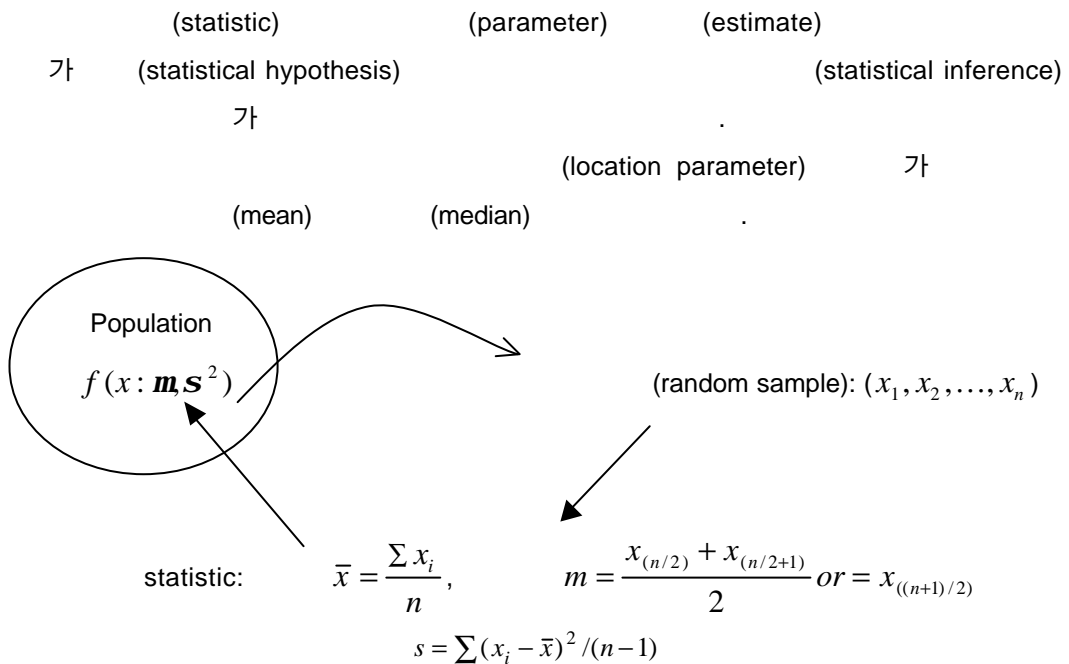 (statistic) (parameter) (estimate)
가 (statistical hypothesis) (statistical inference)
가 .
(location parameter) 가
(mean) (median) .
Population
f(x : m, s²)
(random sample): (x₁, x₂, …, xₙ)
statistic: x̄ = Σxᵢ / n , m = (x₍ₙ/₂₎ + x₍ₙ/₂₊₁₎) / 2 or = x₍₍ₙ₊₁₎/₂₎
s = ∑(xᵢ − x̄)² /(n−1)